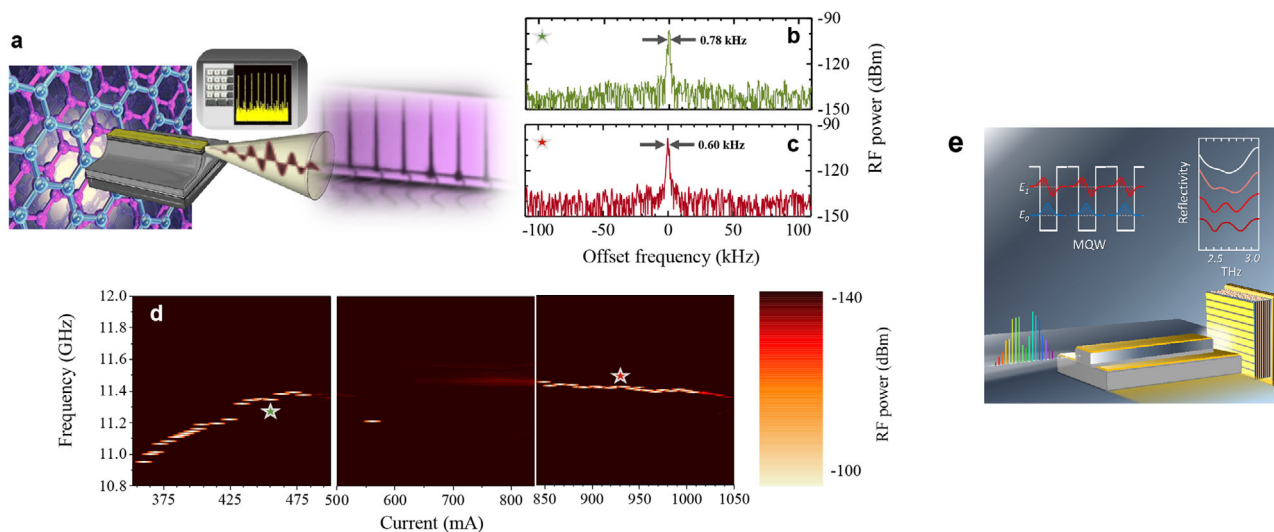 a
-90
b
0.78 kHz
-120
RF power (dBm)
-150
-90
c
0.60 kHz
-120
-150
-100
-50
0
50
100
Offset frequency (kHz)
e
E1
E0
MQW
Reflectivity
2.5
3.0
THz
12.0
11.8
11.6
11.4
11.2
11.0
10.8
Frequency (GHz)
d
375
425
475
500
600
700
800
850
900
950
1000
1050
Current (mA)
-140
-100
RF power (dBm)